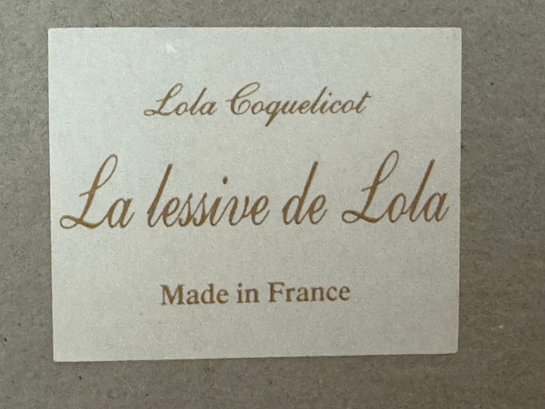 Lola Coquelicot
La lessive de Lola
Made in France